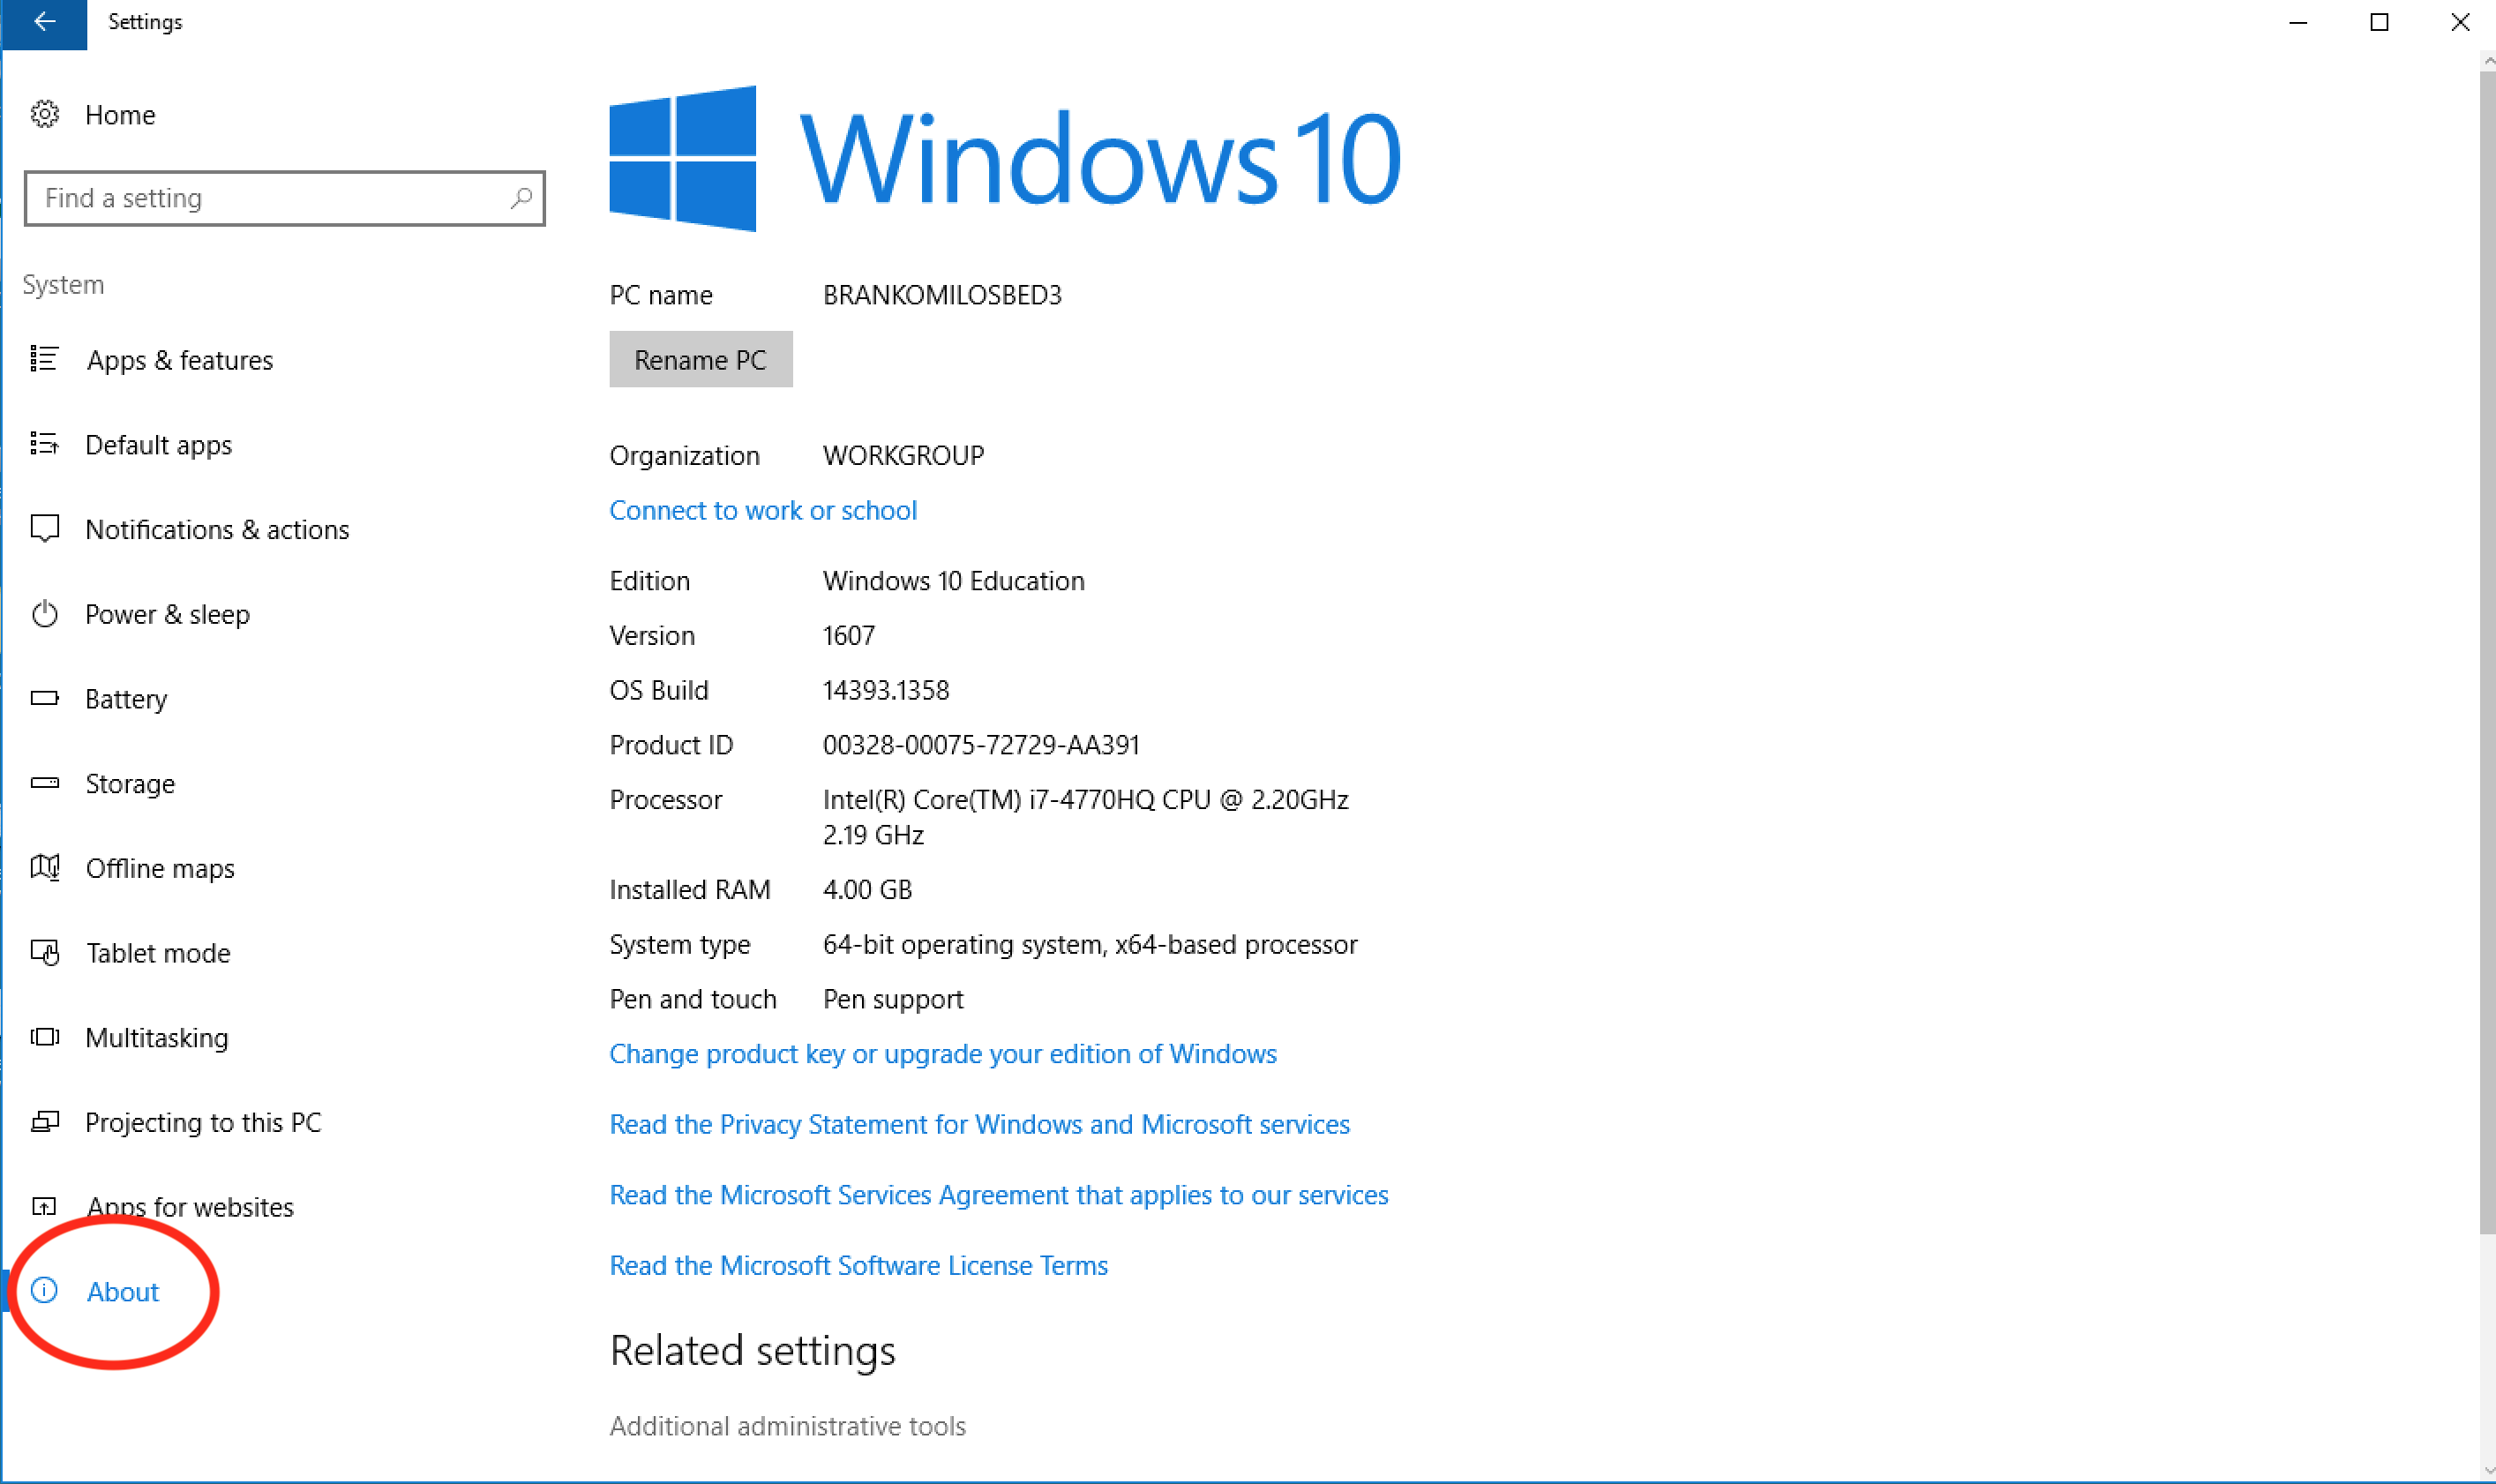 Settings
Home
Find a setting
System
Apps & features
Default apps
Notifications & actions
Power & sleep
Battery
Storage
Offline maps
Tablet mode
Multitasking
Projecting to this PC
Apps for websites
About
Windows 10
PC name BRANKOMILOSBED3
Rename PC
Organization WORKGROUP
Connect to work or school
Edition Windows 10 Education
Version 1607
OS Build 14393.1358
Product ID 00328-00075-72729-AA391
Processor Intel(R) Core(TM) i7-4770HQ CPU @ 2.20GHz
2.19 GHz
Installed RAM 4.00 GB
System type 64-bit operating system, x64-based processor
Pen and touch Pen support
Change product key or upgrade your edition of Windows
Read the Privacy Statement for Windows and Microsoft services
Read the Microsoft Services Agreement that applies to our services
Read the Microsoft Software License Terms
Related settings
Additional administrative tools